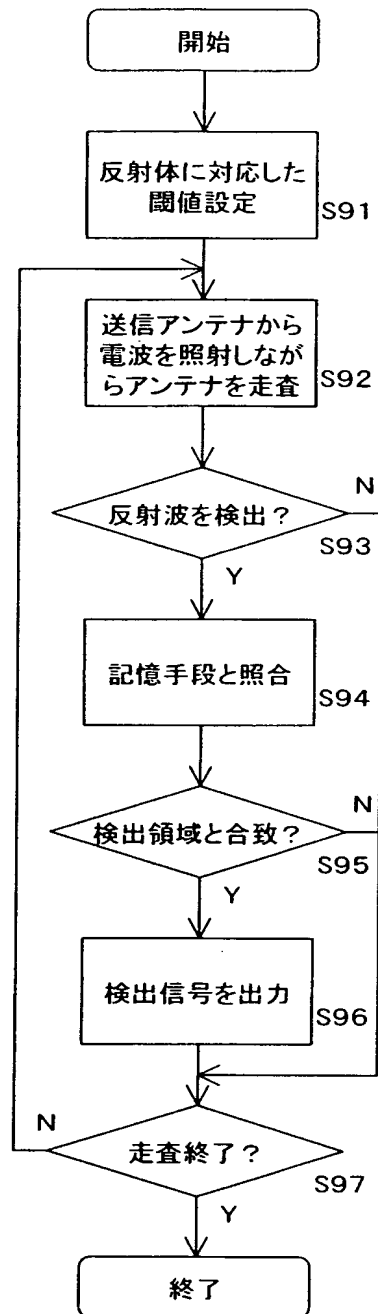 開始
反射体に対応した
閾値設定
S91
送信アンテナから
電波を照射しなが
らアンテナを走査
S92
反射波を検出？
N
S93
Y
記憶手段と照合
S94
検出領域と合致？
N
S95
Y
検出信号を出力
S96
N
走査終了？
S97
Y
終了